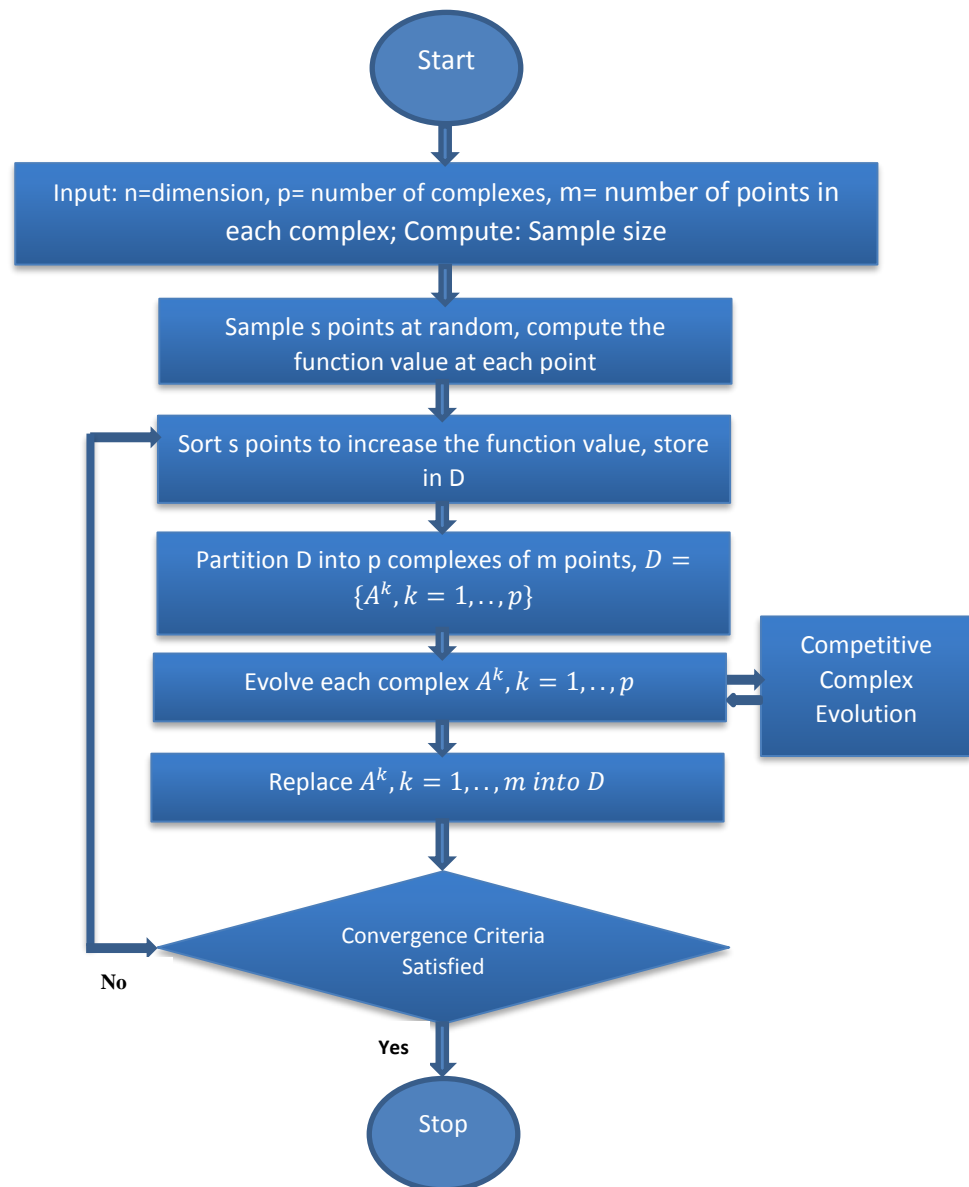 Start
Input: n=dimension, p= number of complexes, m= number of points in
each complex; Compute: Sample size
Sample s points at random, compute the
function value at each point
Sort s points to increase the function value, store
in D
Partition D into p complexes of m points, D =
{A^k, k = 1, . . , p}
Evolve each complex A^k, k = 1, . . , p
Competitive
Complex
Evolution
Replace A^k, k = 1, . . , m into D
Convergence Criteria
Satisfied
No
Yes
Stop